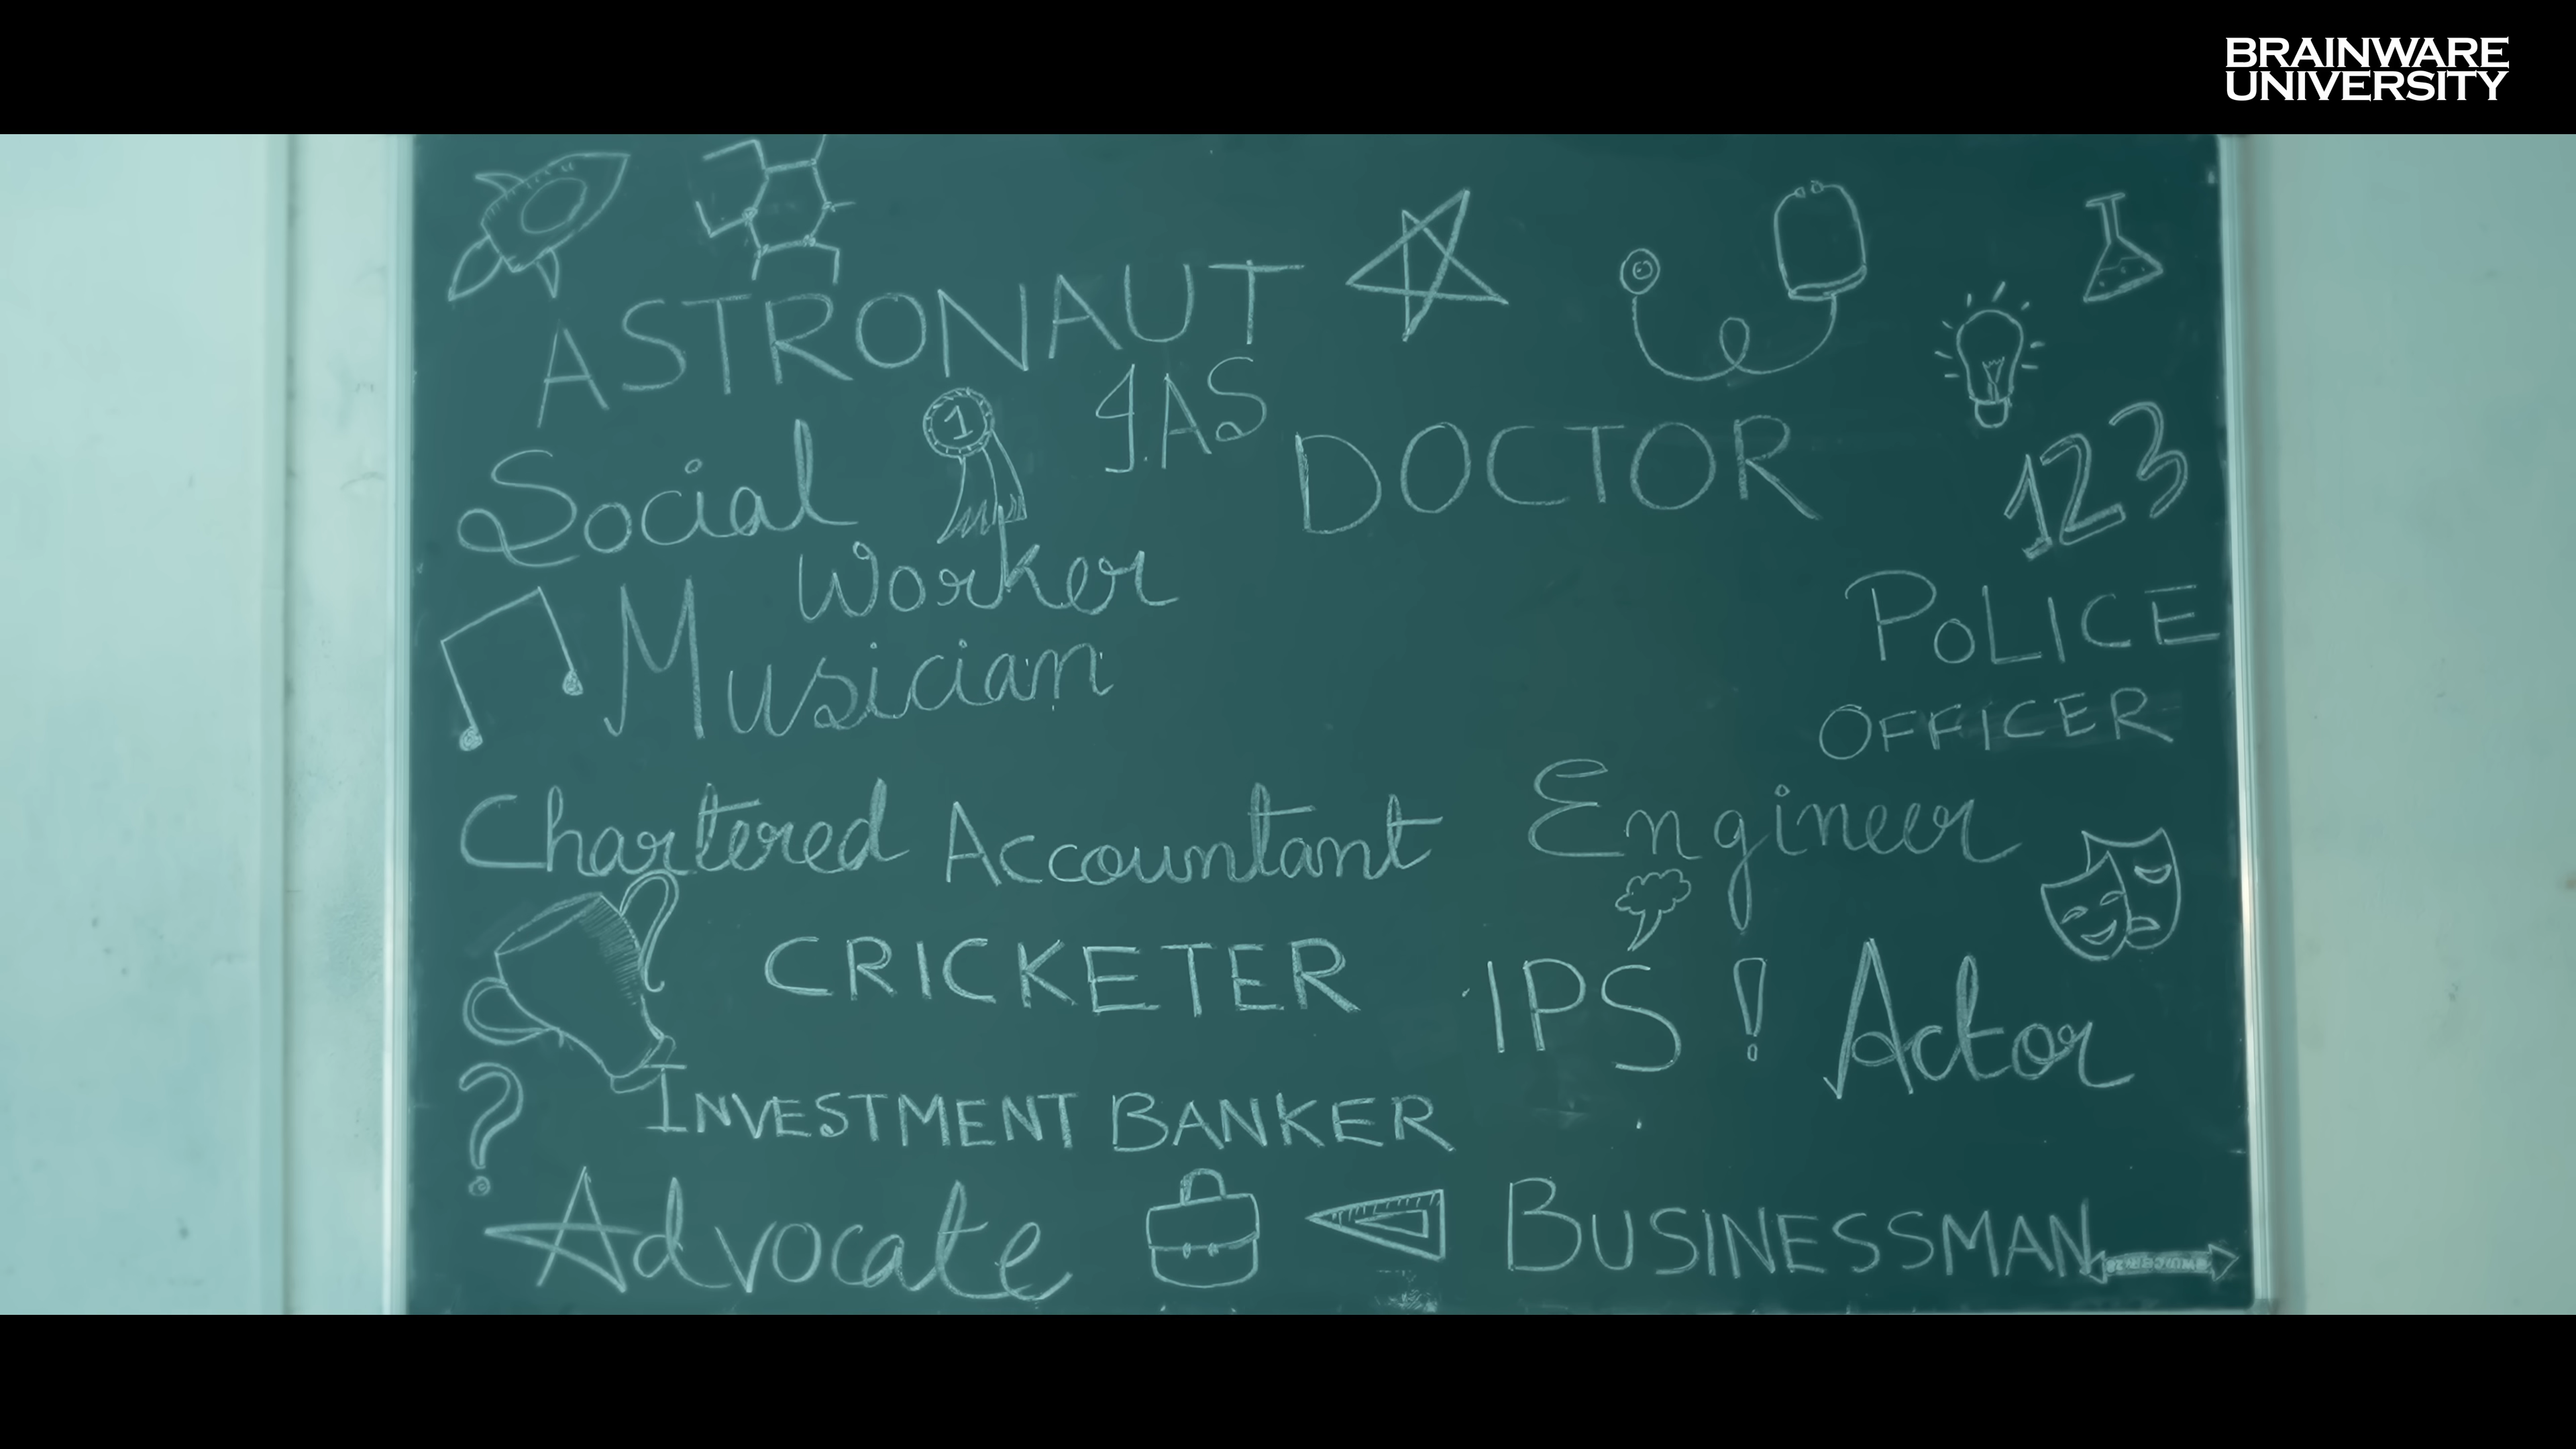 BRAINWARE
UNIVERSITY
ASTRONAUT
I.AS
1
DOCTOR
Social
Worker
123
Musician
POLICE
OFFICER
Chartered Accountant
Engineer
CRICKETER
IPS !
Actor
?
INVESTMENT BANKER
Advocate
BUSINESSMAN